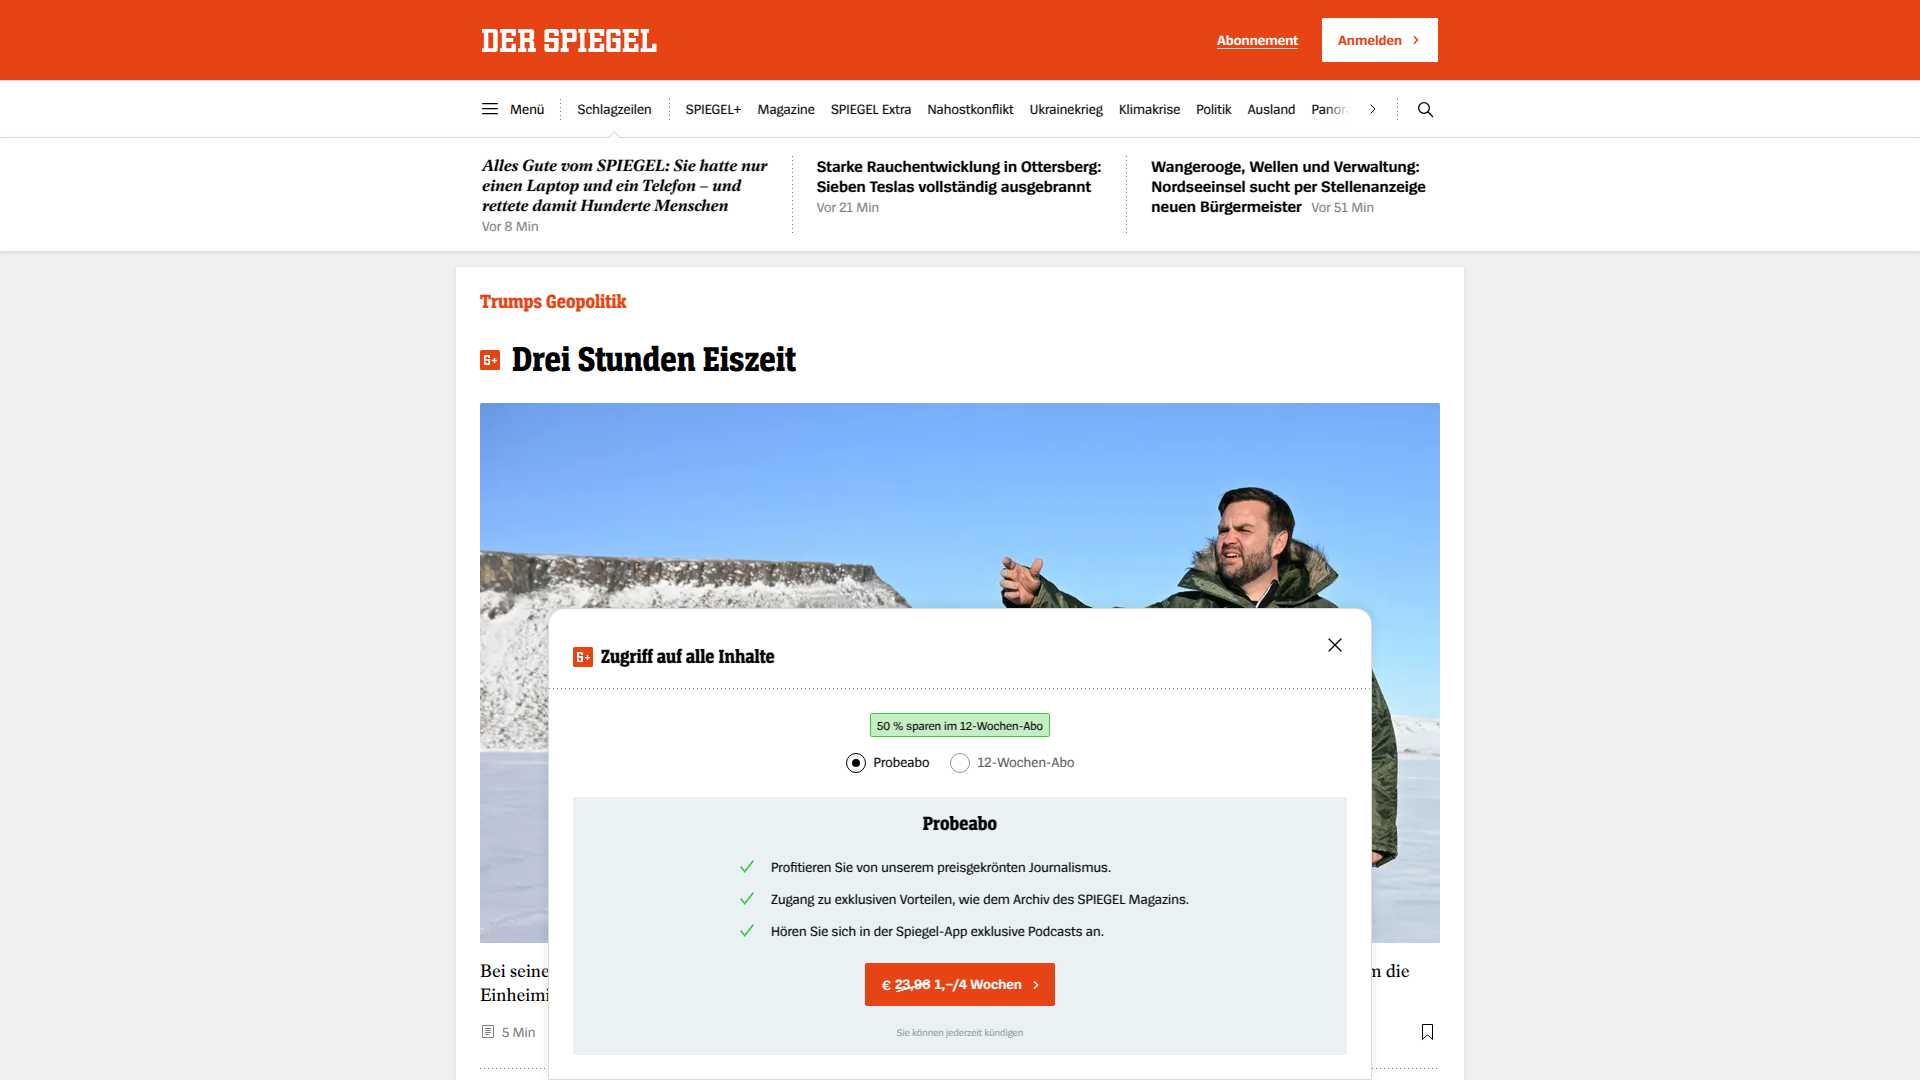 DER SPIEGEL
Abonnement
Anmelden
Menü
Schlagzeilen
SPIEGEL+
Magazine
SPIEGEL Extra
Nahostkonflikt
Ukrainekrieg
Klimakrise
Politik
Ausland
Alles Gute vom SPIEGEL: Sie hatte nur
einen Laptop und ein Telefon – und
rettete damit Hunderte Menschen
Vor 8 Min
Starke Rauchentwicklung in Ottersberg:
Sieben Teslas vollständig ausgebrannt
Vor 21 Min
Wangerooge, Wellen und Verwaltung:
Nordseeinsel sucht per Stellenanzeige
neuen Bürgermeister Vor 51 Min
Trumps Geopolitik
S+ Drei Stunden Eiszeit
S+ Zugriff auf alle Inhalte
50 % sparen im 12-Wochen-Abo
Probeabo
12-Wochen-Abo
Probeabo
Profitieren Sie von unserem preisgekrönten Journalismus.
Zugang zu exklusiven Vorteilen, wie dem Archiv des SPIEGEL Magazins.
Hören Sie sich in der Spiegel-App exklusive Podcasts an.
€ 23,96 1,–/4 Wochen
Sie können jederzeit kündigen
Bei
die
5 Min